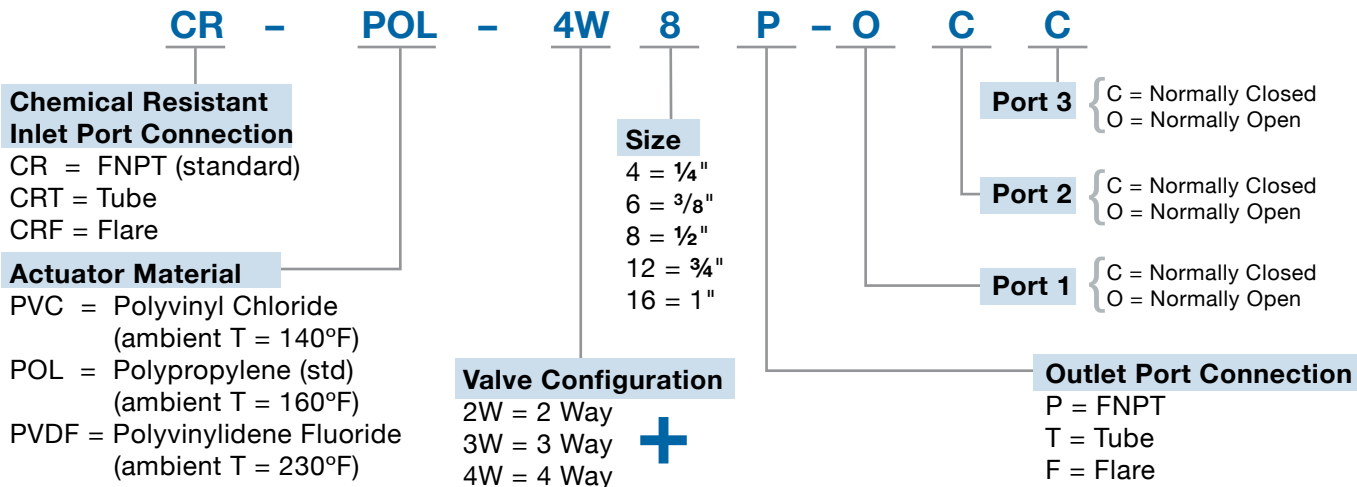 CR – POL – 4W 8 P – O C C
Chemical Resistant
Inlet Port Connection
CR = FNPT (standard)
CRT = Tube
CRF = Flare
Actuator Material
PVC = Polyvinyl Chloride
(ambient T = 140ºF)
POL = Polypropylene (std)
(ambient T = 160ºF)
PVDF = Polyvinylidene Fluoride
(ambient T = 230ºF)
Valve Configuration
2W = 2 Way
3W = 3 Way
4W = 4 Way
+
Size
4 = ¼"
6 = ³/8"
8 = ½"
12 = ¾"
16 = 1"
Port 3
C = Normally Closed
O = Normally Open
Port 2
C = Normally Closed
O = Normally Open
Port 1
C = Normally Closed
O = Normally Open
Outlet Port Connection
P = FNPT
T = Tube
F = Flare